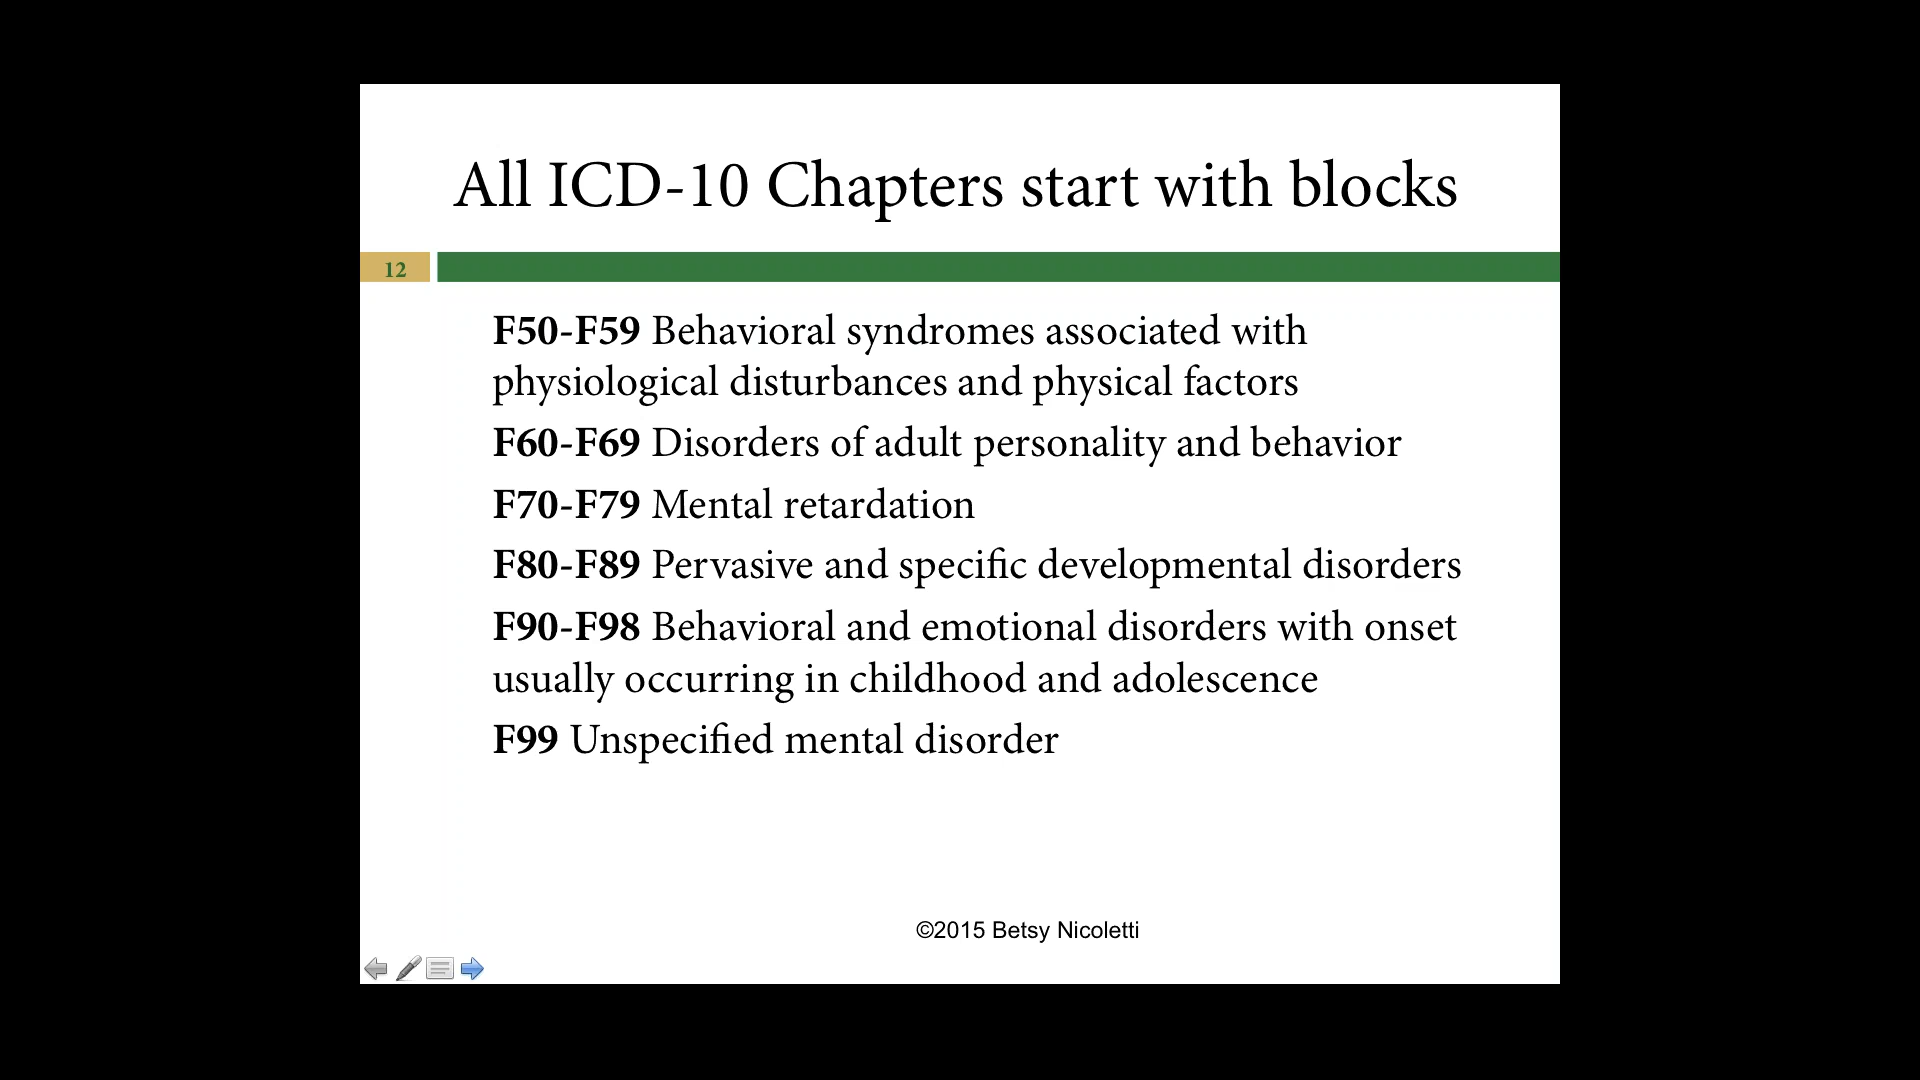 All ICD-10 Chapters start with blocks
12
F50-F59 Behavioral syndromes associated with
physiological disturbances and physical factors
F60-F69 Disorders of adult personality and behavior
F70-F79 Mental retardation
F80-F89 Pervasive and specific developmental disorders
F90-F98 Behavioral and emotional disorders with onset
usually occurring in childhood and adolescence
F99 Unspecified mental disorder
©2015 Betsy Nicoletti